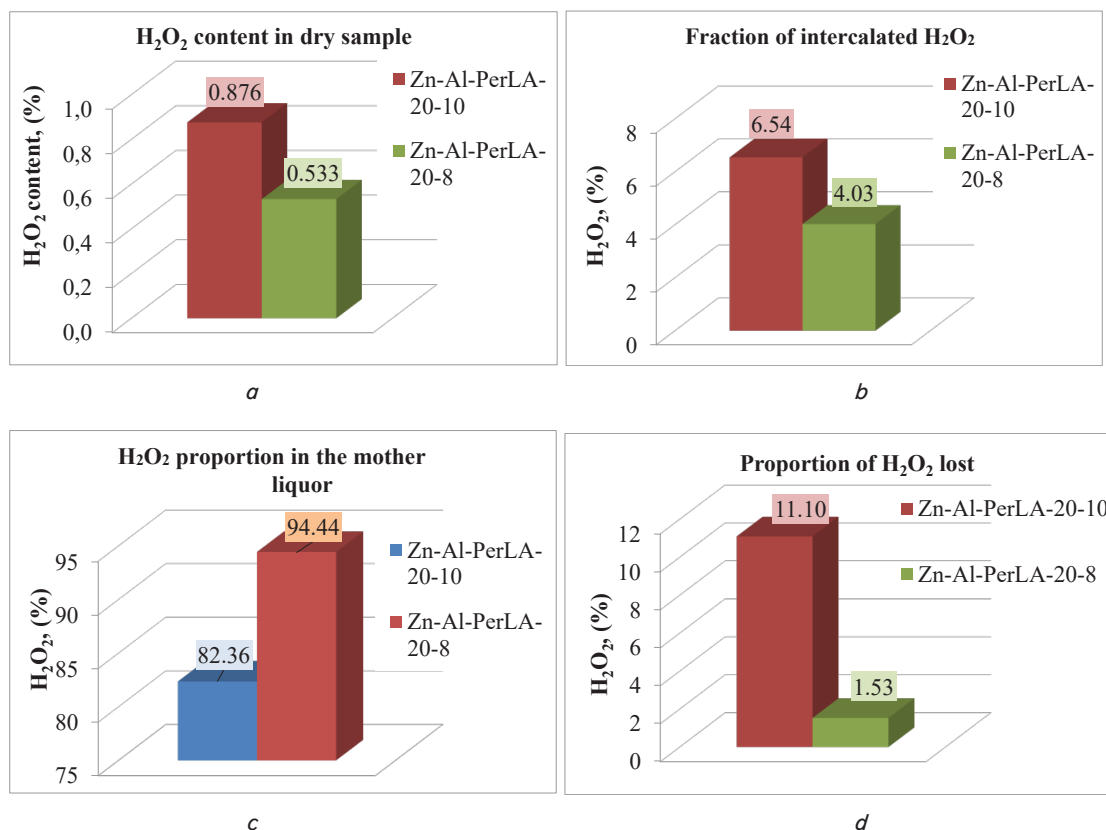 H₂O₂ content in dry sample
H₂O₂ content, (%)
1,0
0,8
0,6
0,4
0,2
0,0
0.876
0.533
Zn-Al-PerLA-
20-10
Zn-Al-PerLA-
20-8
a
Fraction of intercalated H₂O₂
H₂O₂, (%)
8
6
4
2
0
6.54
4.03
Zn-Al-PerLA-
20-10
Zn-Al-PerLA-
20-8
b
H₂O₂ proportion in the mother
liquor
H₂O₂, (%)
95
90
85
80
75
82.36
94.44
Zn-Al-PerLA-
20-10
Zn-Al-PerLA-
20-8
c
Proportion of H₂O₂ lost
H₂O₂, (%)
12
10
8
6
4
2
0
11.10
1.53
Zn-Al-PerLA-20-10
Zn-Al-PerLA-20-8
d